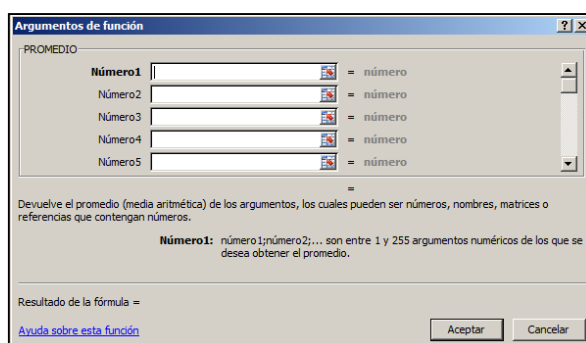 Argumentos de función
PROMEDIO
Número1 = número
Número2 = número
Número3 = número
Número4 = número
Número5 = número
=
Devuelve el promedio (media aritmética) de los argumentos, los cuales pueden ser números, nombres, matrices o
referencias que contengan números.
Número1: número1;número2;... son entre 1 y 255 argumentos numéricos de los que se
desea obtener el promedio.
Resultado de la fórmula =
Ayuda sobre esta función
Aceptar Cancelar